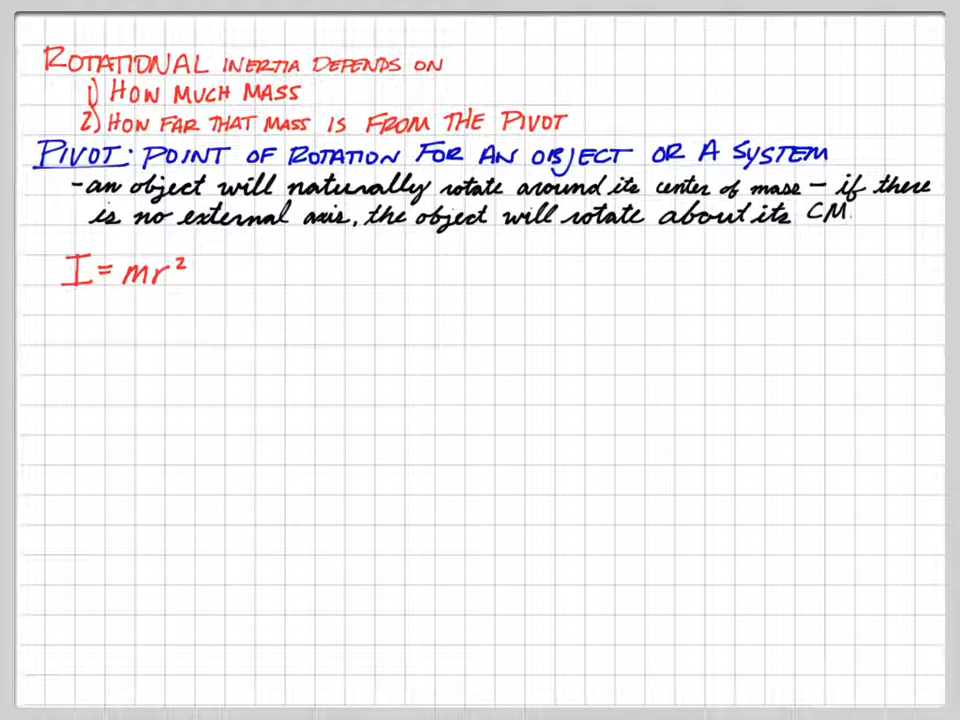 ROTATIONAL INERTIA DEPENDS ON
1) HOW MUCH MASS
2) HOW FAR THAT MASS IS FROM THE PIVOT
PIVOT: POINT OF ROTATION FOR AN OBJECT OR A SYSTEM
- an object will naturally rotate around its center of mass - if there
is no external axis, the object will rotate about its CM.
I = mr²